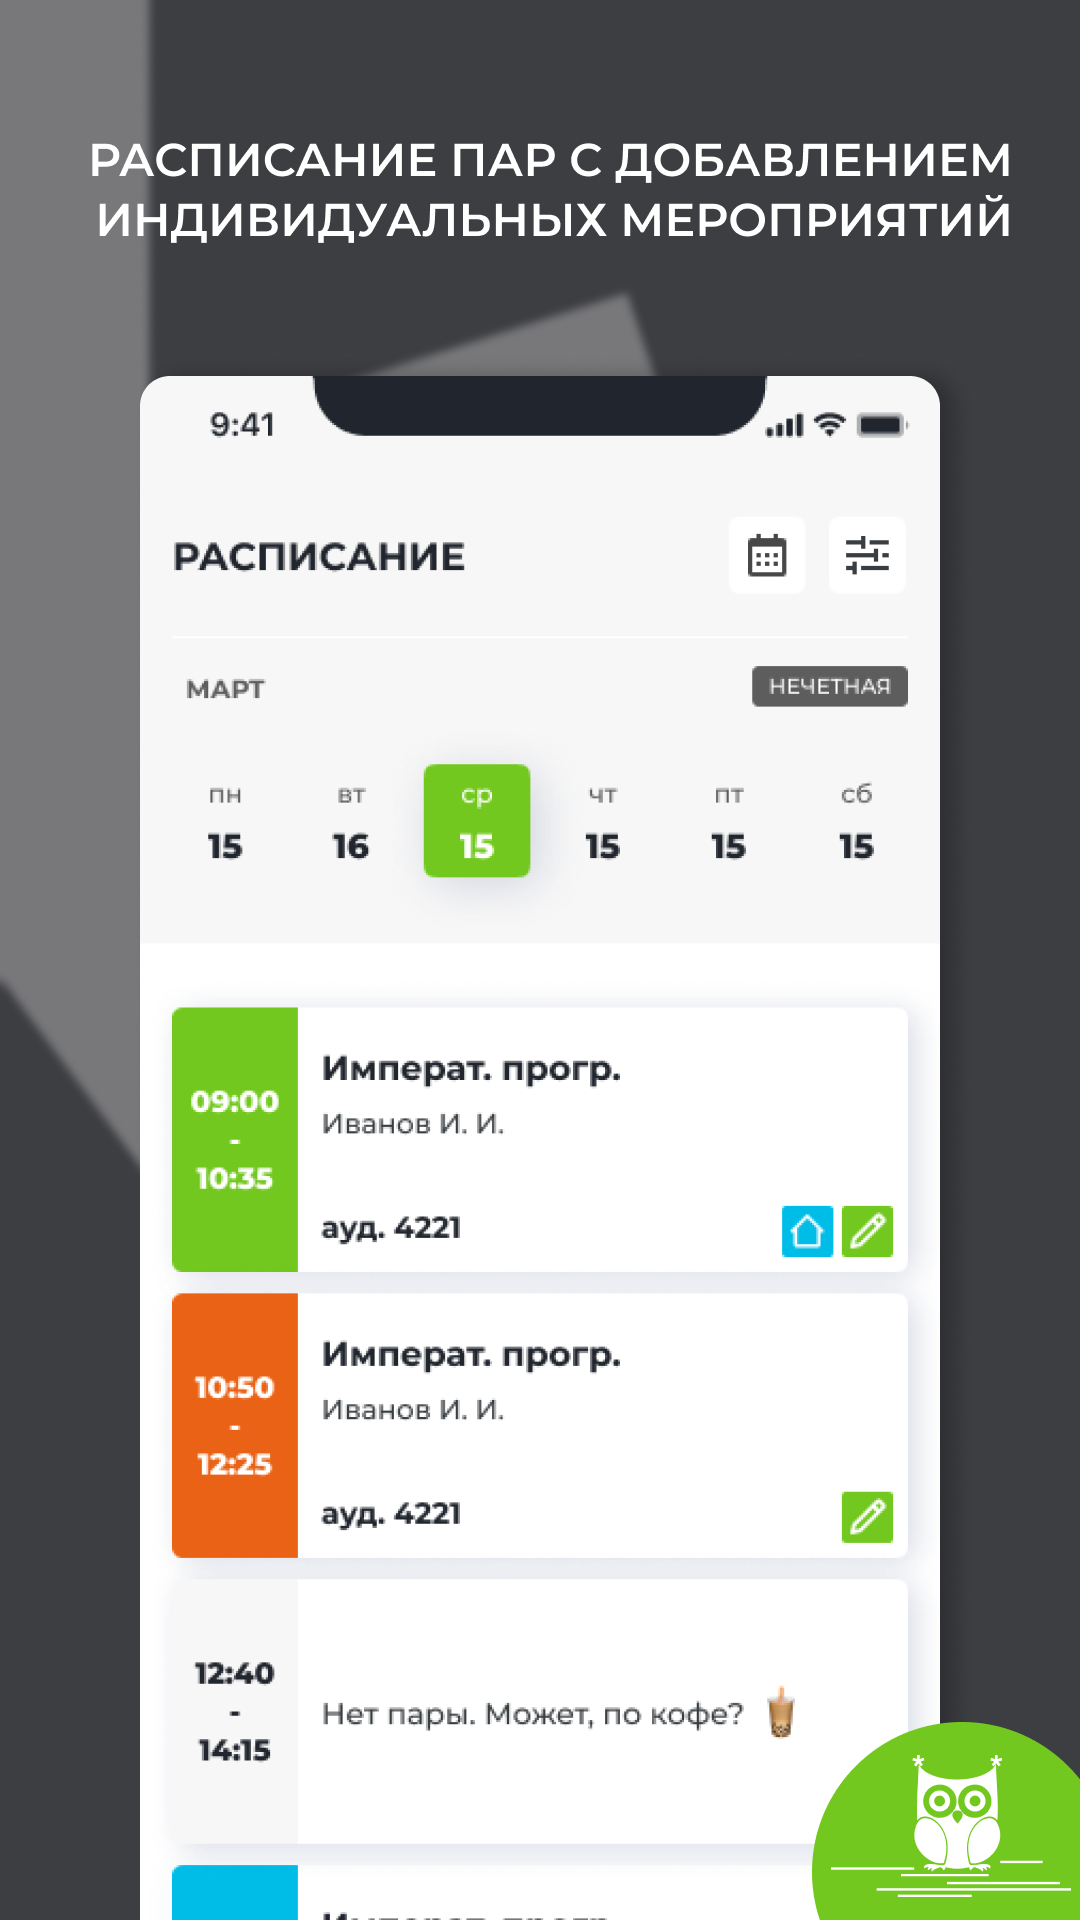 РАСПИСАНИЕ ПАР С ДОБАВЛЕНИЕМ
ИНДИВИДУАЛЬНЫХ МЕРОПРИЯТИЙ
9:41
РАСПИСАНИЕ
МАРТ
НЕЧЕТНАЯ
пн вт ср чт пт сб
15 16 15 15 15 15
09:00
-
10:35
Императ. прогр.
Иванов И. И.
ауд. 4221
10:50
-
12:25
Императ. прогр.
Иванов И. И.
ауд. 4221
12:40
-
14:15
Нет пары. Может, по кофе?